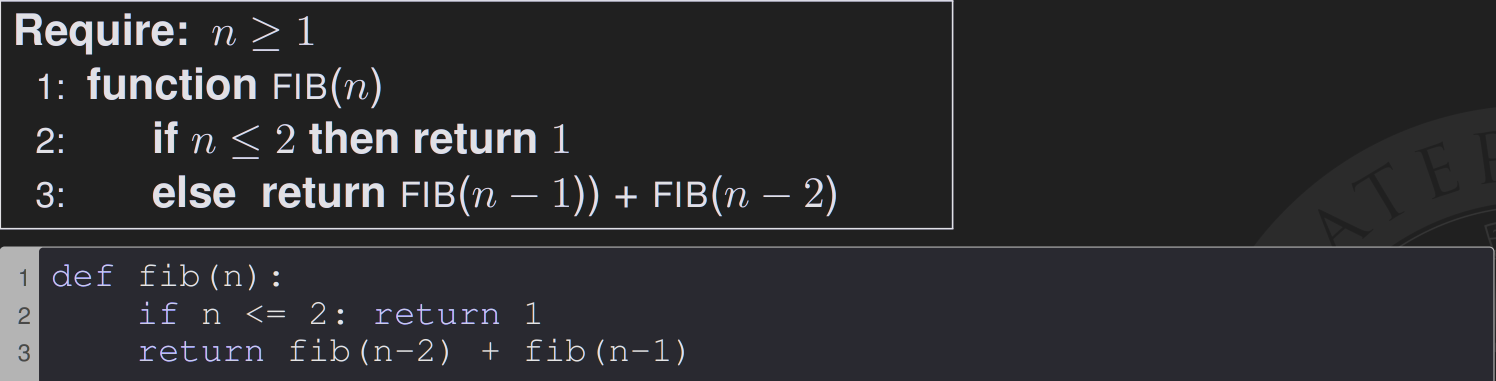 Require: n ≥ 1
1: function FIB(n)
2: if n ≤ 2 then return 1
3: else return FIB(n − 1)) + FIB(n − 2)
1 def fib(n):
2 if n <= 2: return 1
3 return fib(n-2) + fib(n-1)